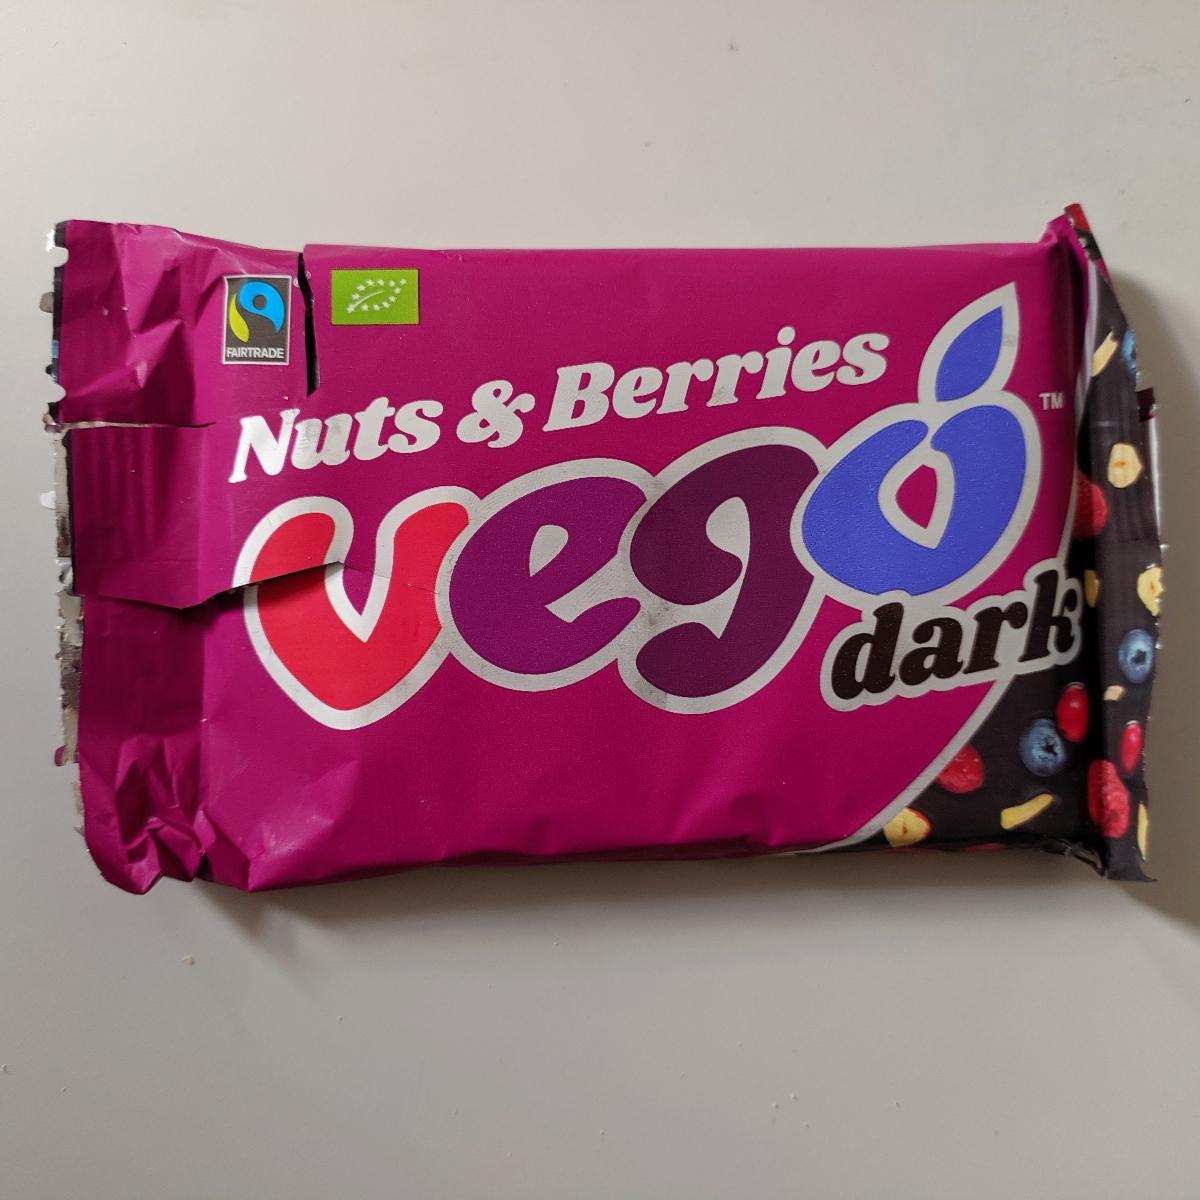 FAIRTRADE
Nuts & Berries
vego
TM
dark